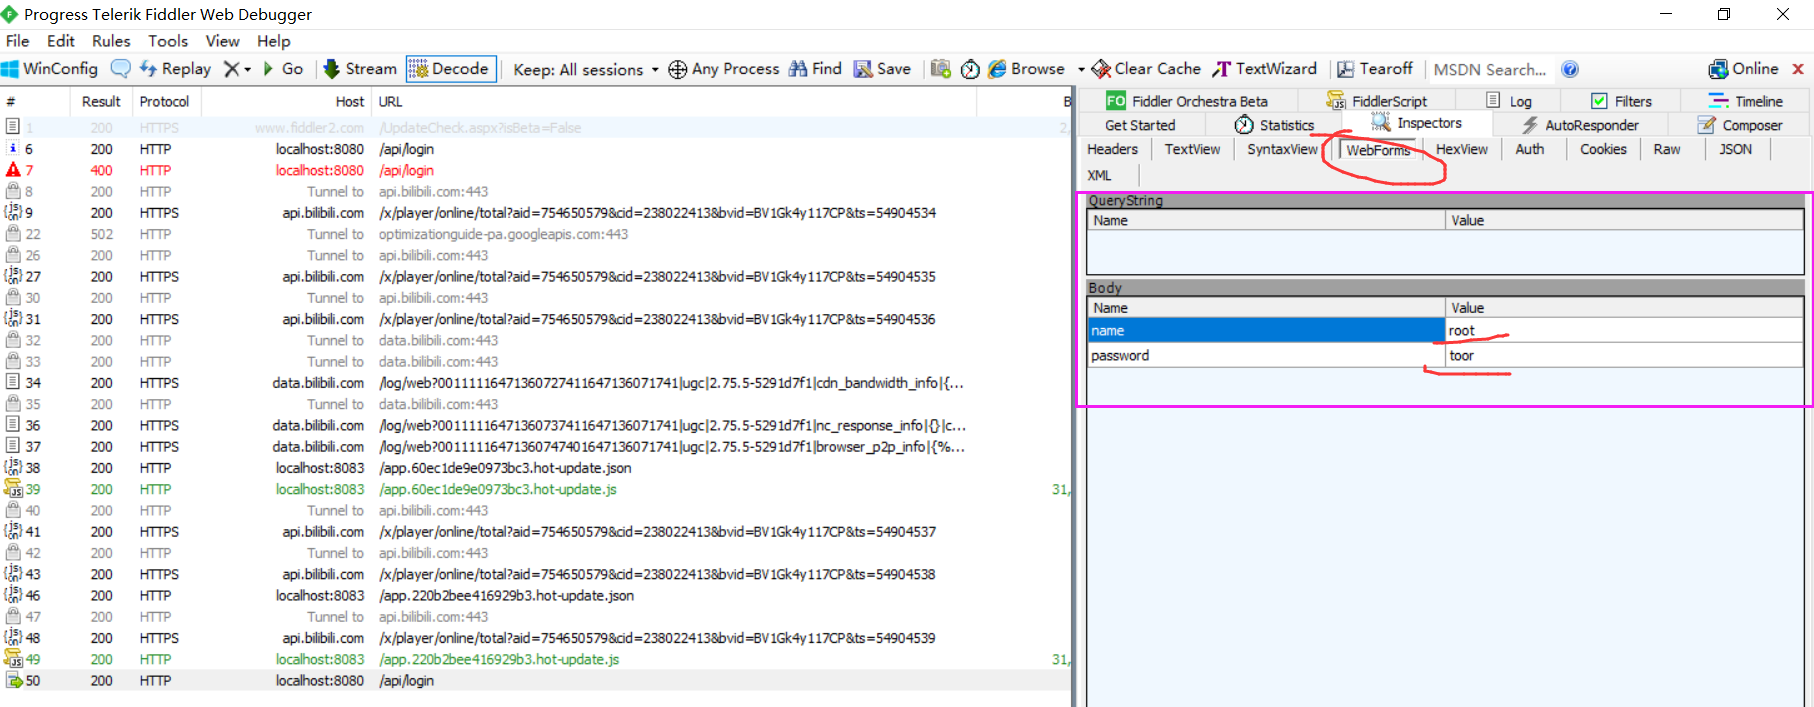 Progress Telerik Fiddler Web Debugger
File Edit Rules Tools View Help
WinConfig Replay Go Stream Decode Keep: All sessions Any Process Find Save Browse Clear Cache TextWizard Tearoff MSDN Search... Online
# Result Protocol Host URL B
1 200 HTTPS www.fiddler2.com /UpdateCheck.aspx?isBeta=False 2,
6 200 HTTP localhost:8080 /api/login
7 400 HTTP localhost:8080 /api/login
8 200 HTTP Tunnel to api.bilibili.com:443
9 200 HTTPS api.bilibili.com /x/player/online/total?aid=754650579&cid=238022413&bvid=BV1Gk4y117CP&ts=54904534
22 502 HTTP Tunnel to optimizationguide-pa.googleapis.com:443
26 200 HTTP Tunnel to api.bilibili.com:443
27 200 HTTPS api.bilibili.com /x/player/online/total?aid=754650579&cid=238022413&bvid=BV1Gk4y117CP&ts=54904535
30 200 HTTP Tunnel to api.bilibili.com:443
31 200 HTTPS api.bilibili.com /x/player/online/total?aid=754650579&cid=238022413&bvid=BV1Gk4y117CP&ts=54904536
32 200 HTTP Tunnel to data.bilibili.com:443
33 200 HTTP Tunnel to data.bilibili.com:443
34 200 HTTPS data.bilibili.com /log/web?0011111647136072741164713607​1741|ugc|2.75.5-5291d7f1|cdn_bandwidth_info|{...
35 200 HTTP Tunnel to data.bilibili.com:443
36 200 HTTPS data.bilibili.com /log/web?00111116471360737411647136071741|ugc|2.75.5-5291d7f1|nc_response_info|{}|c...
37 200 HTTPS data.bilibili.com /log/web?00111116471360747401647136071741|ugc|2.75.5-5291d7f1|browser_p2p_info|{%...
38 200 HTTP localhost:8083 /app.60ec1de9e0973bc3.hot-update.json
39 200 HTTP localhost:8083 /app.60ec1de9e0973bc3.hot-update.js 31,
40 200 HTTP Tunnel to api.bilibili.com:443
41 200 HTTPS api.bilibili.com /x/player/online/total?aid=754650579&cid=238022413&bvid=BV1Gk4y117CP&ts=54904537
42 200 HTTP Tunnel to api.bilibili.com:443
43 200 HTTPS api.bilibili.com /x/player/online/total?aid=754650579&cid=238022413&bvid=BV1Gk4y117CP&ts=54904538
46 200 HTTP localhost:8083 /app.220b2bee416929b3.hot-update.json
47 200 HTTP Tunnel to api.bilibili.com:443
48 200 HTTPS api.bilibili.com /x/player/online/total?aid=754650579&cid=238022413&bvid=BV1Gk4y117CP&ts=54904539
49 200 HTTP localhost:8083 /app.220b2bee416929b3.hot-update.js 31,
50 200 HTTP localhost:8080 /api/login
FO Fiddler Orchestra Beta FiddlerScript Log Filters Timeline
Get Started Statistics Inspectors AutoResponder Composer
Headers TextView SyntaxView WebForms HexView Auth Cookies Raw JSON
XML
QueryString
Name Value
Body
Name Value
name root
password toor